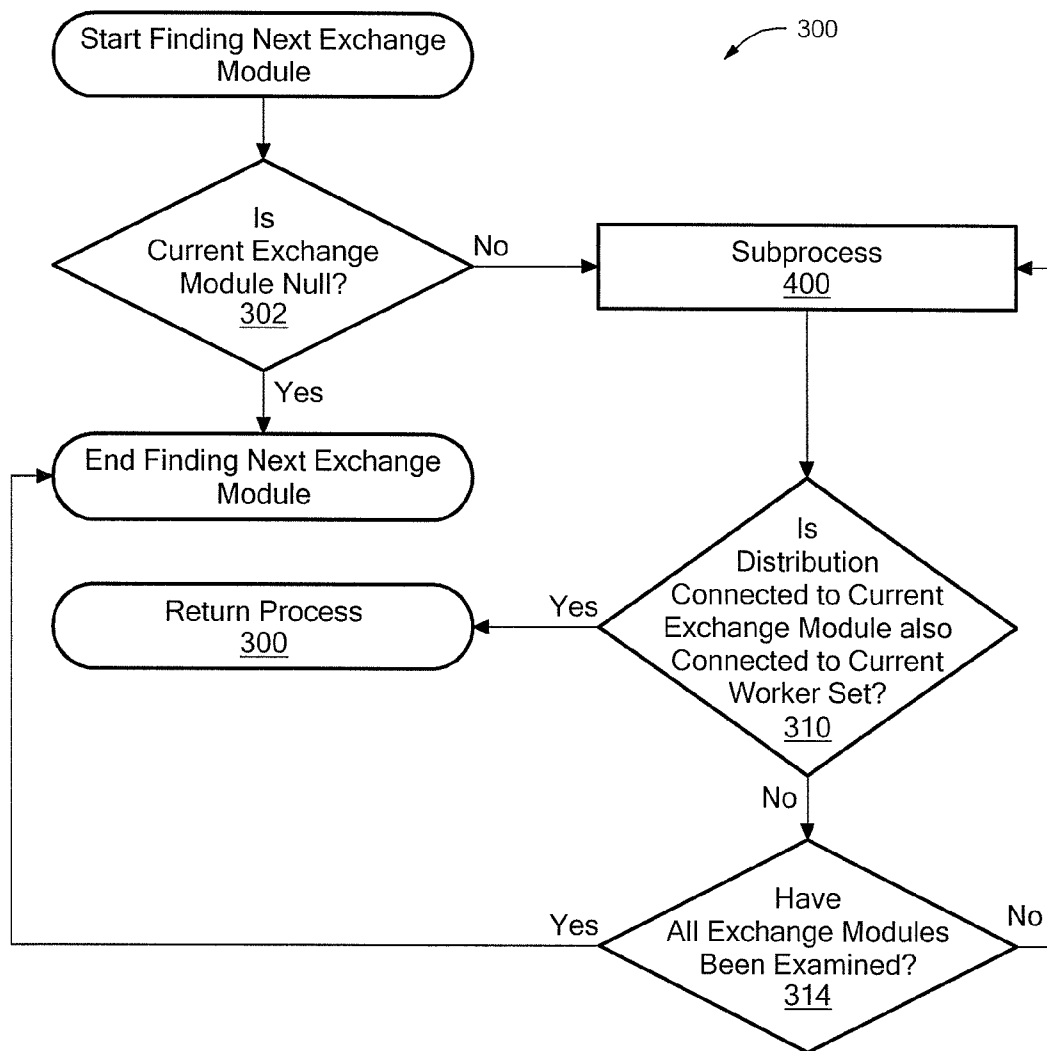 Start Finding Next Exchange
Module
300
Is
Current Exchange
Module Null?
302
No
Yes
Subprocess
400
End Finding Next Exchange
Module
Is
Distribution
Connected to Current
Exchange Module also
Connected to Current
Worker Set?
310
Yes
No
Return Process
300
Have
All Exchange Modules
Been Examined?
314
Yes
No